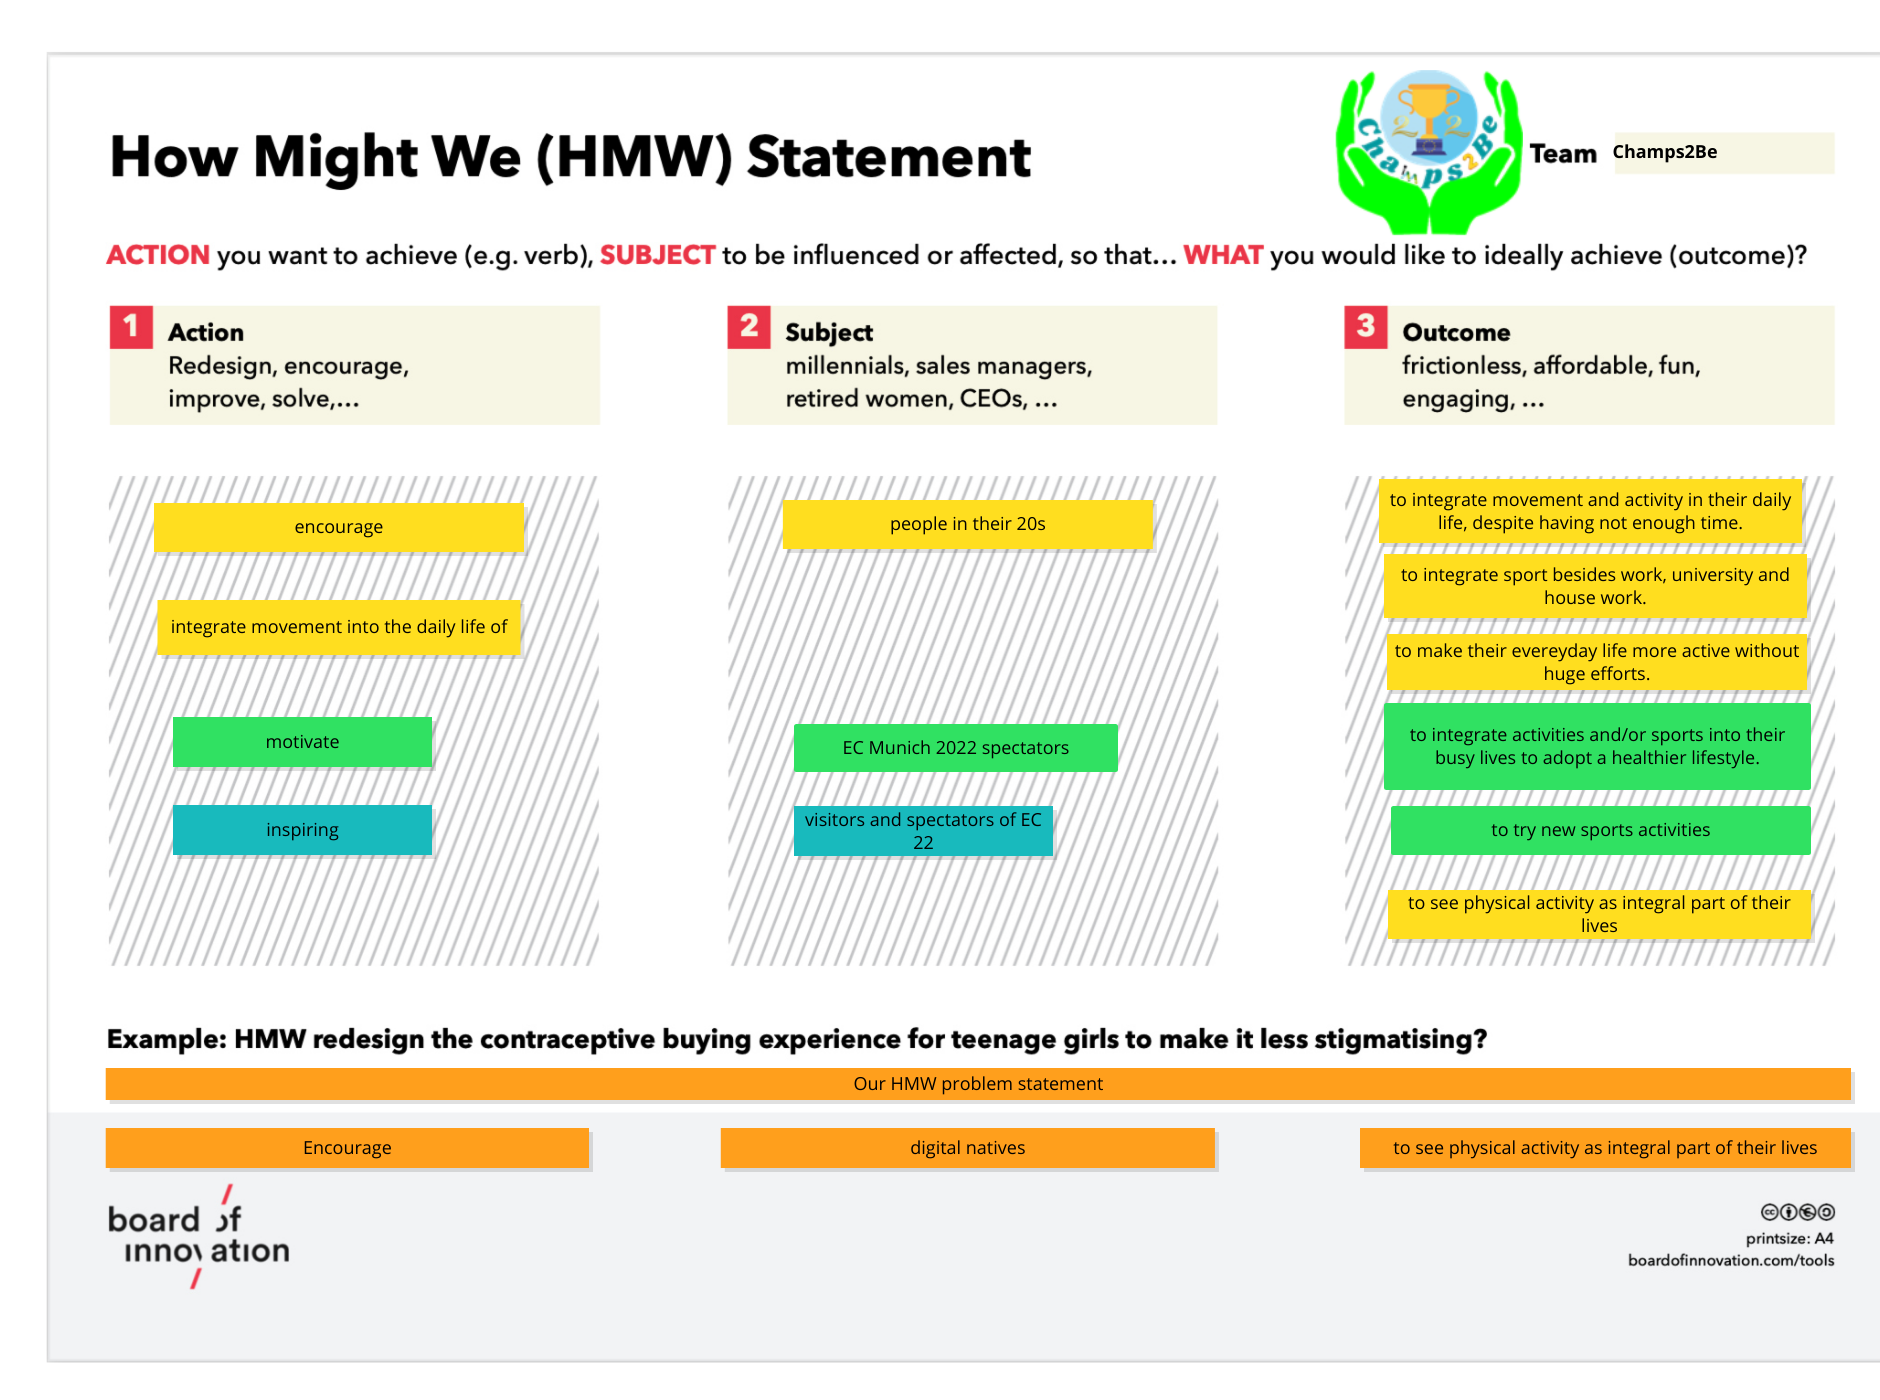 How Might We (HMW) Statement
Champs2Be
Team Champs2Be
ACTION you want to achieve (e.g. verb), SUBJECT to be influenced or affected, so that... WHAT you would like to ideally achieve (outcome)?
1
Action
Redesign, encourage,
improve, solve,...
2
Subject
millennials, sales managers,
retired women, CEOs, ...
3
Outcome
frictionless, affordable, fun,
engaging, ...
encourage
integrate movement into the daily life of
motivate
inspiring
people in their 20s
EC Munich 2022 spectators
visitors and spectators of EC
22
to integrate movement and activity in their daily
life, despite having not enough time.
to integrate sport besides work, university and
house work.
to make their evereyday life more active without
huge efforts.
to integrate activities and/or sports into their
busy lives to adopt a healthier lifestyle.
to try new sports activities
to see physical activity as integral part of their
lives
Example: HMW redesign the contraceptive buying experience for teenage girls to make it less stigmatising?
Our HMW problem statement
Encourage
digital natives
to see physical activity as integral part of their lives
board of
innovation
printsize: A4
boardofinnovation.com/tools